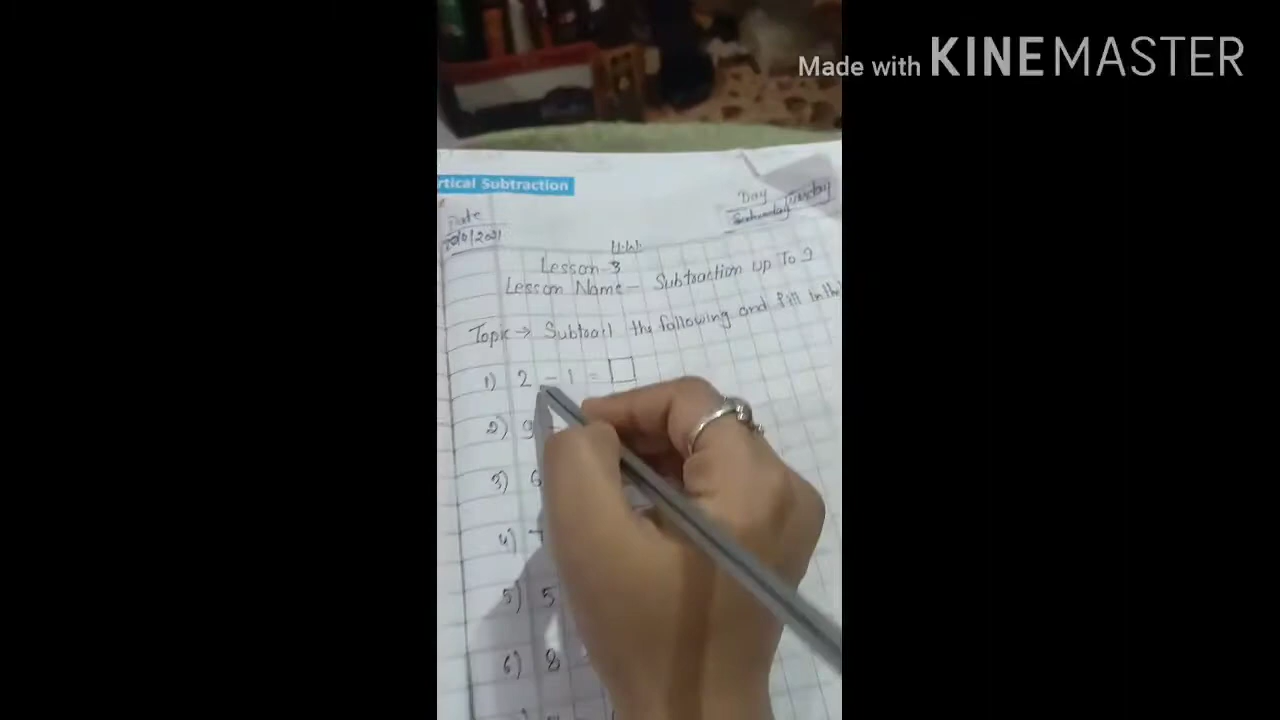 Made with KINEMASTER
rtical Subtraction
Day
Date
H.W.
Lesson-3
Lesson Name - Subtraction up To 9
Topic → Subtract the following and fill in the
1) 2 - 1 = 
2) 9
3) 6
4) 7
5) 5
6) 8